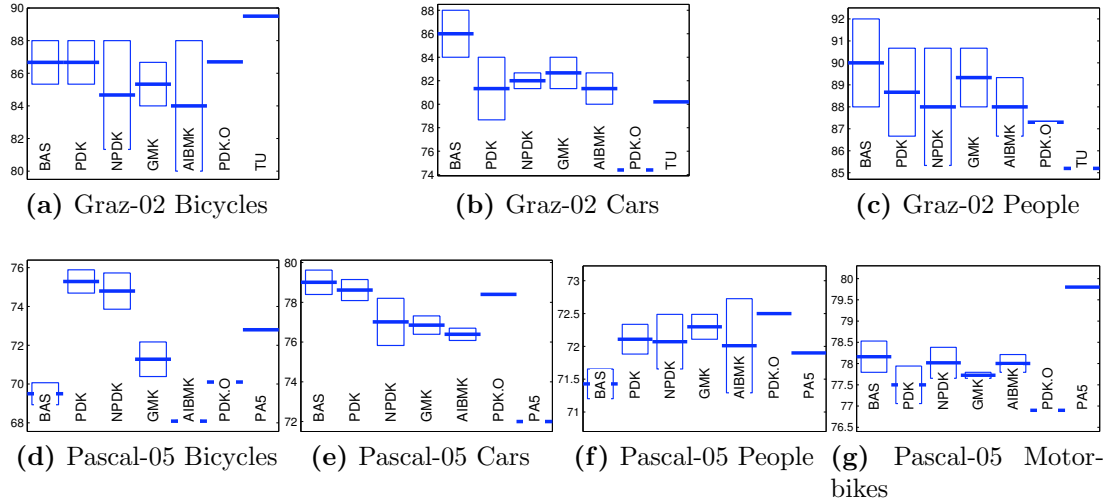 90
88
86
84
82
80
BAS
PDK
NPDK
GMK
AIBMK
PDK.O
TU
(a) Graz-02 Bicycles
88
86
84
82
80
78
76
74
BAS
PDK
NPDK
GMK
AIBMK
PDK.O
TU
(b) Graz-02 Cars
92
91
90
89
88
87
86
85
BAS
PDK
NPDK
GMK
AIBMK
PDK.O
TU
(c) Graz-02 People
76
74
72
70
68
BAS
PDK
NPDK
GMK
AIBMK
PDK.O
PA5
(d) Pascal-05 Bicycles
80
78
76
74
72
BAS
PDK
NPDK
GMK
AIBMK
PDK.O
PA5
(e) Pascal-05 Cars
73
72.5
72
71.5
71
BAS
PDK
NPDK
GMK
AIBMK
PDK.O
PA5
(f) Pascal-05 People
80
79.5
79
78.5
78
77.5
77
76.5
BAS
PDK
NPDK
GMK
AIBMK
PDK.O
PA5
(g) Pascal-05 Motor-
bikes